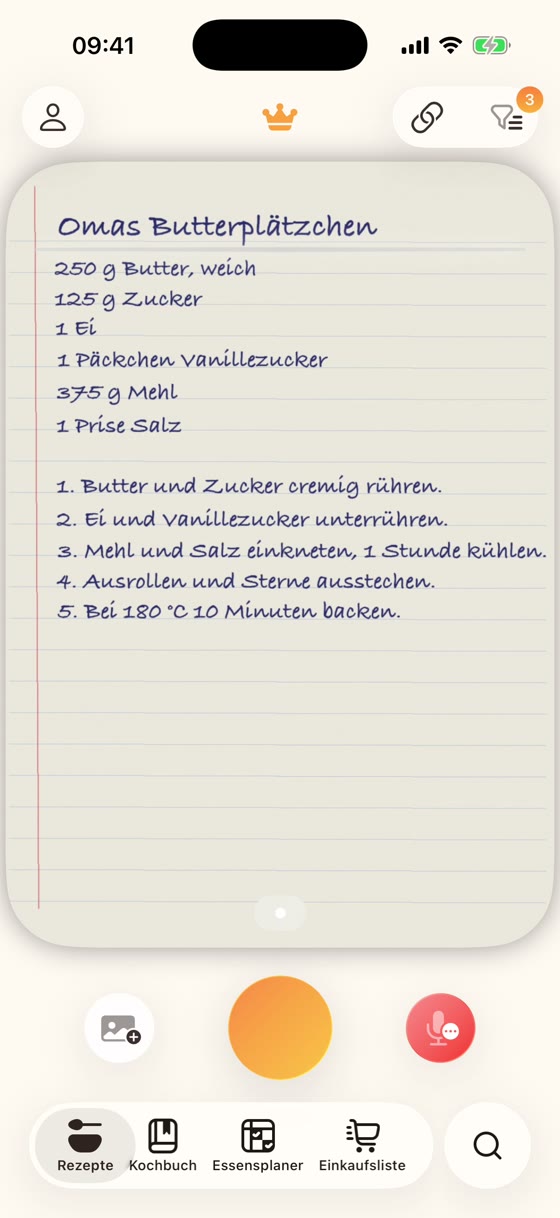 09:41
3
Omas Butterplätzchen
250 g Butter, weich
125 g Zucker
1 Ei
1 Päckchen Vanillezucker
375 g Mehl
1 Prise Salz
1. Butter und Zucker cremig rühren.
2. Ei und Vanillezucker unterrühren.
3. Mehl und Salz einkneten, 1 Stunde kühlen.
4. Ausrollen und Sterne ausstechen.
5. Bei 180 °C 10 Minuten backen.
Rezepte Kochbuch Essensplaner Einkaufsliste